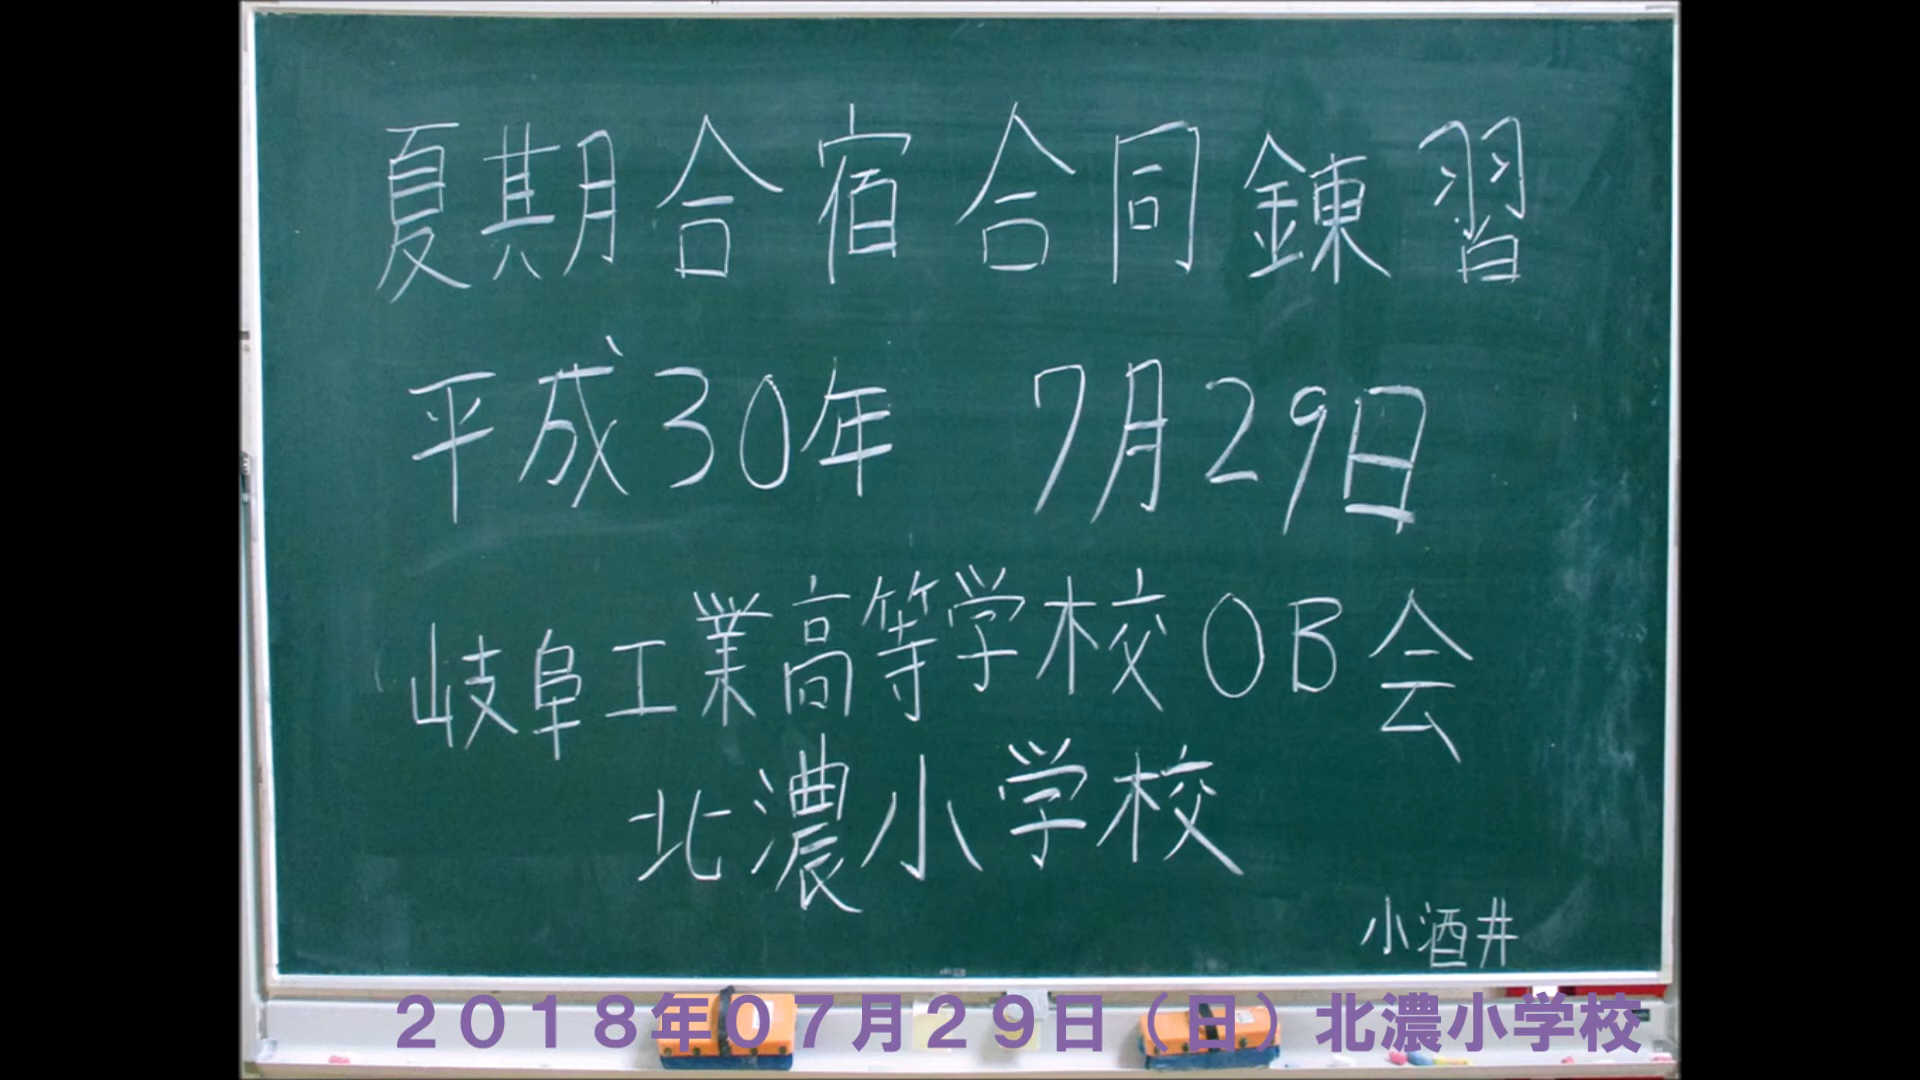 夏期合宿合同錬習
平成30年 7月29日
岐阜工業高等学校OB会
北濃小学校
小酒井
２０１８年０７月２９日（日）北濃小学校